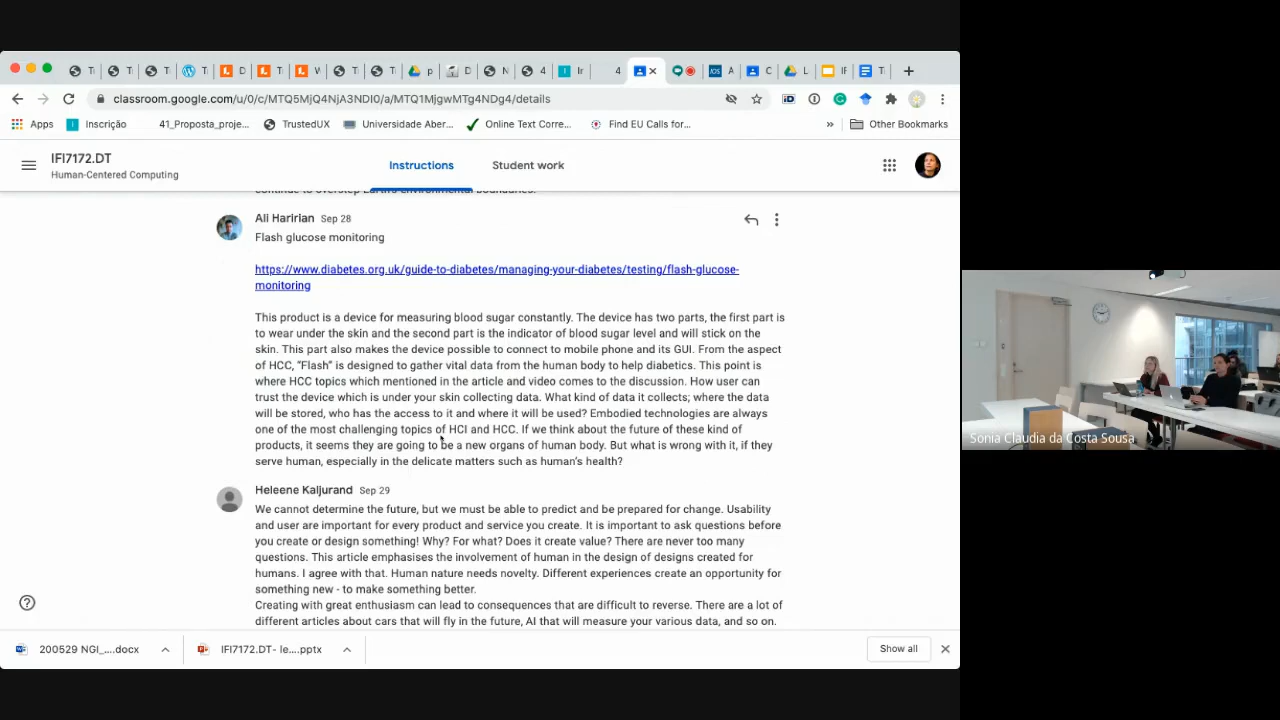 T
T
T
T
D
T
V
T
T
p
D
N
4
Ir
4
A
C
L
IF
T
classroom.google.com/u/0/c/MTQ5MjQ4NjA3NDI0/a/MTQ1MjgwMTg4NDg4/details
Apps
Inscrição
41_Proposta_proje...
TrustedUX
Universidade Aber...
Online Text Corre...
Find EU Calls for...
»
Other Bookmarks
IFI7172.DT
Human-Centered Computing
Instructions
Student work
continue to overstep Earth's environmental boundaries.
Ali Haririan Sep 28
Flash glucose monitoring
https://www.diabetes.org.uk/guide-to-diabetes/managing-your-diabetes/testing/flash-glucose-
monitoring
This product is a device for measuring blood sugar constantly. The device has two parts, the first part is
to wear under the skin and the second part is the indicator of blood sugar level and will stick on the
skin. This part also makes the device possible to connect to mobile phone and its GUI. From the aspect
of HCC, “Flash” is designed to gather vital data from the human body to help diabetics. This point is
where HCC topics which mentioned in the article and video comes to the discussion. How user can
trust the device which is under your skin collecting data. What kind of data it collects; where the data
will be stored, who has the access to it and where it will be used? Embodied technologies are always
one of the most challenging topics of HCI and HCC. If we think about the future of these kind of
products, it seems they are going to be a new organs of human body. But what is wrong with it, if they
serve human, especially in the delicate matters such as human's health?
Heleene Kaljurand Sep 29
We cannot determine the future, but we must be able to predict and be prepared for change. Usability
and user are important for every product and service you create. It is important to ask questions before
you create or design something! Why? For what? Does it create value? There are never too many
questions. This article emphasises the involvement of human in the design of designs created for
humans. I agree with that. Human nature needs novelty. Different experiences create an opportunity for
something new - to make something better.
Creating with great enthusiasm can lead to consequences that are difficult to reverse. There are a lot of
different articles about cars that will fly in the future, AI that will measure your various data, and so on.
200529 NGI_....docx
IFI7172.DT- le....pptx
Show all
Sonia Claudia da Costa Sousa